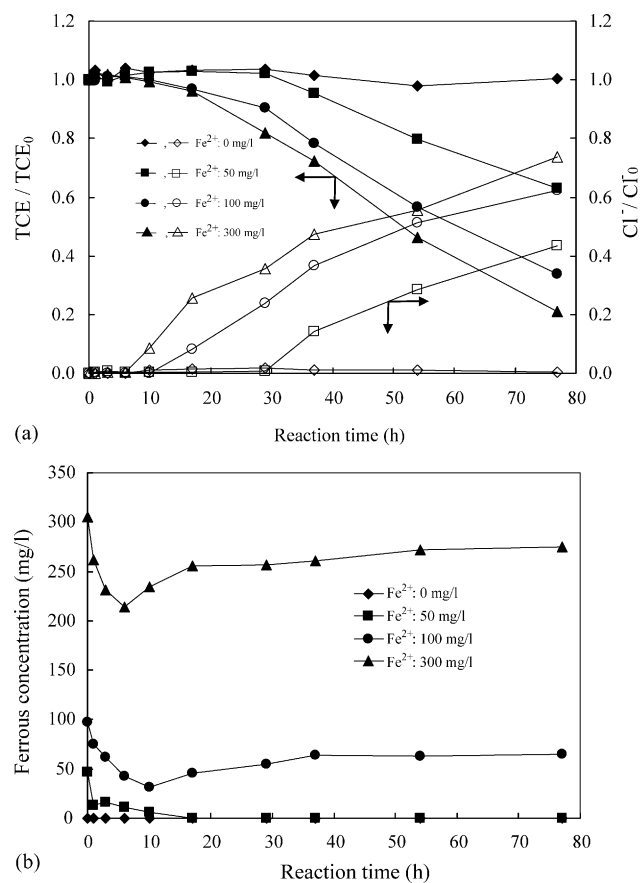 1.2
1.0
0.8
0.6
0.4
0.2
0.0
TCE / TCE₀
Fe²⁺: 0 mg/l
Fe²⁺: 50 mg/l
Fe²⁺: 100 mg/l
Fe²⁺: 300 mg/l
1.2
1.0
0.8
0.6
0.4
0.2
0.0
Cl⁻/ Cl⁻₀
0 10 20 30 40 50 60 70 80
(a)
Reaction time (h)
350
300
250
200
150
100
50
0
Ferrous concentration (mg/l)
Fe²⁺: 0 mg/l
Fe²⁺: 50 mg/l
Fe²⁺: 100 mg/l
Fe²⁺: 300 mg/l
0 10 20 30 40 50 60 70 80
(b)
Reaction time (h)